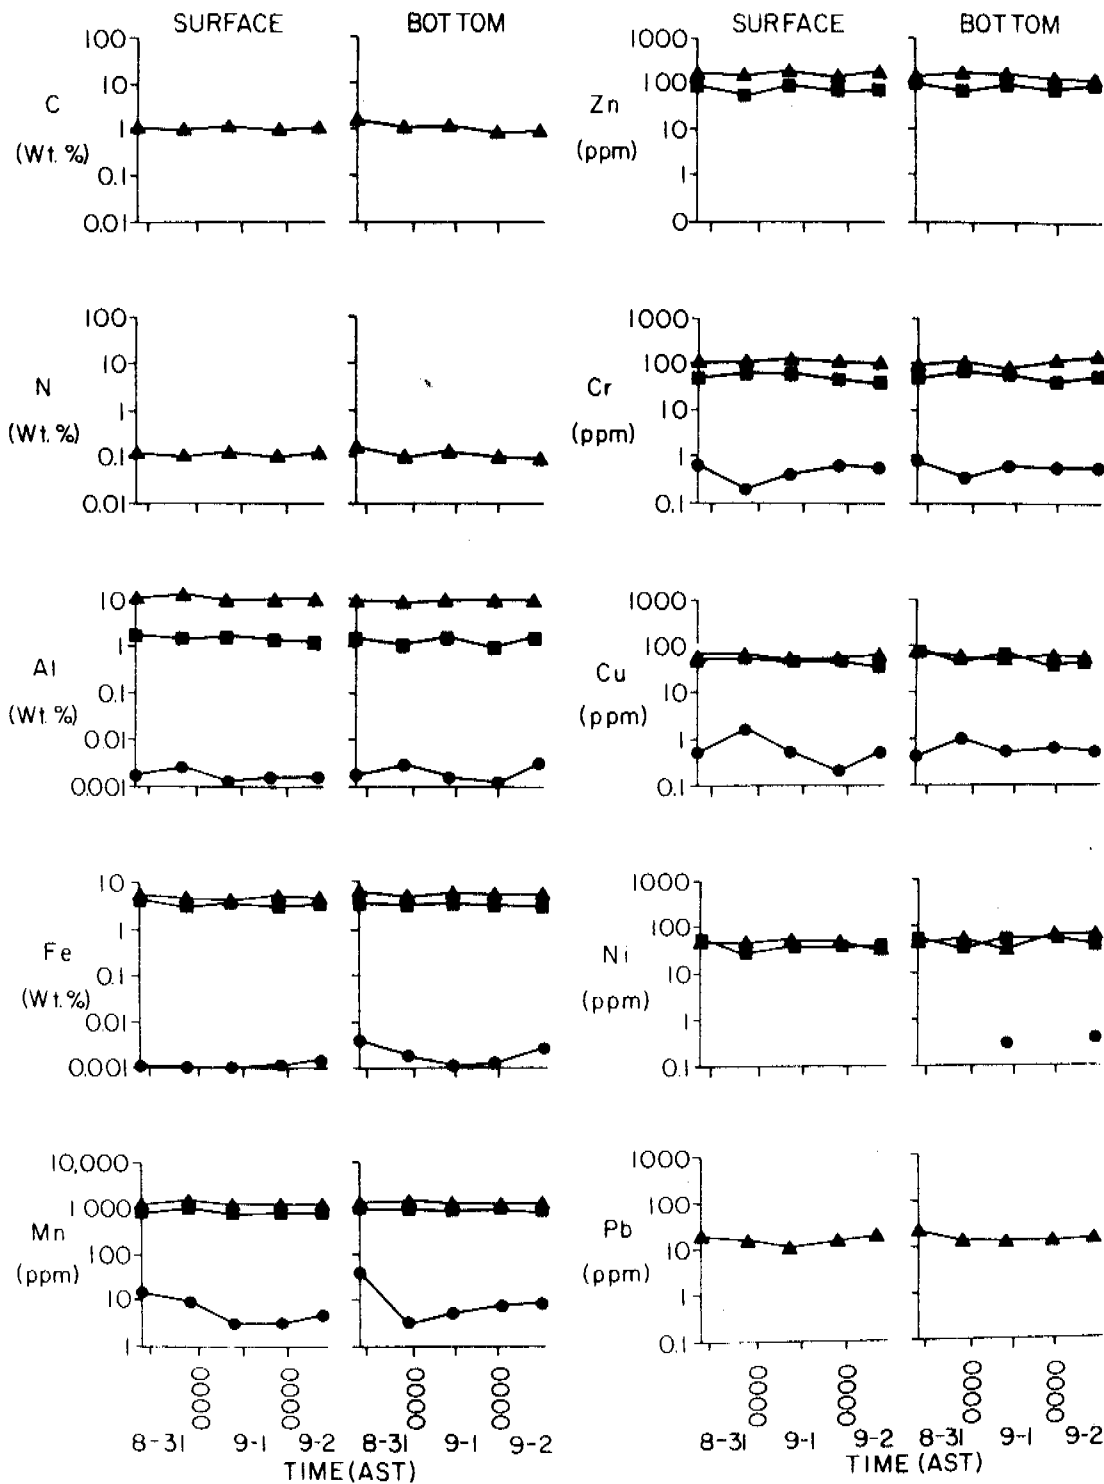 SURFACE BOTTOM
C
(Wt. %)
100
10
1
0.1
0.01
N
(Wt. %)
100
10
1
0.1
0.01
Al
(Wt. %)
10
1
0.1
0.01
0.001
Fe
(Wt. %)
10
1
0.1
0.01
0.001
Mn
(ppm)
10,000
1000
100
10
1
0000 0000 0000 0000
8-31 9-1 9-2 8-31 9-1 9-2
TIME (AST)
SURFACE BOTTOM
Zn
(ppm)
1000
100
10
1
0
Cr
(ppm)
1000
100
10
1
0.1
Cu
(ppm)
1000
100
10
1
0.1
Ni
(ppm)
1000
100
10
1
0.1
Pb
(ppm)
1000
100
10
1
0.1
0000 0000 0000 0000
8-31 9-1 9-2 8-31 9-1 9-2
TIME (AST)